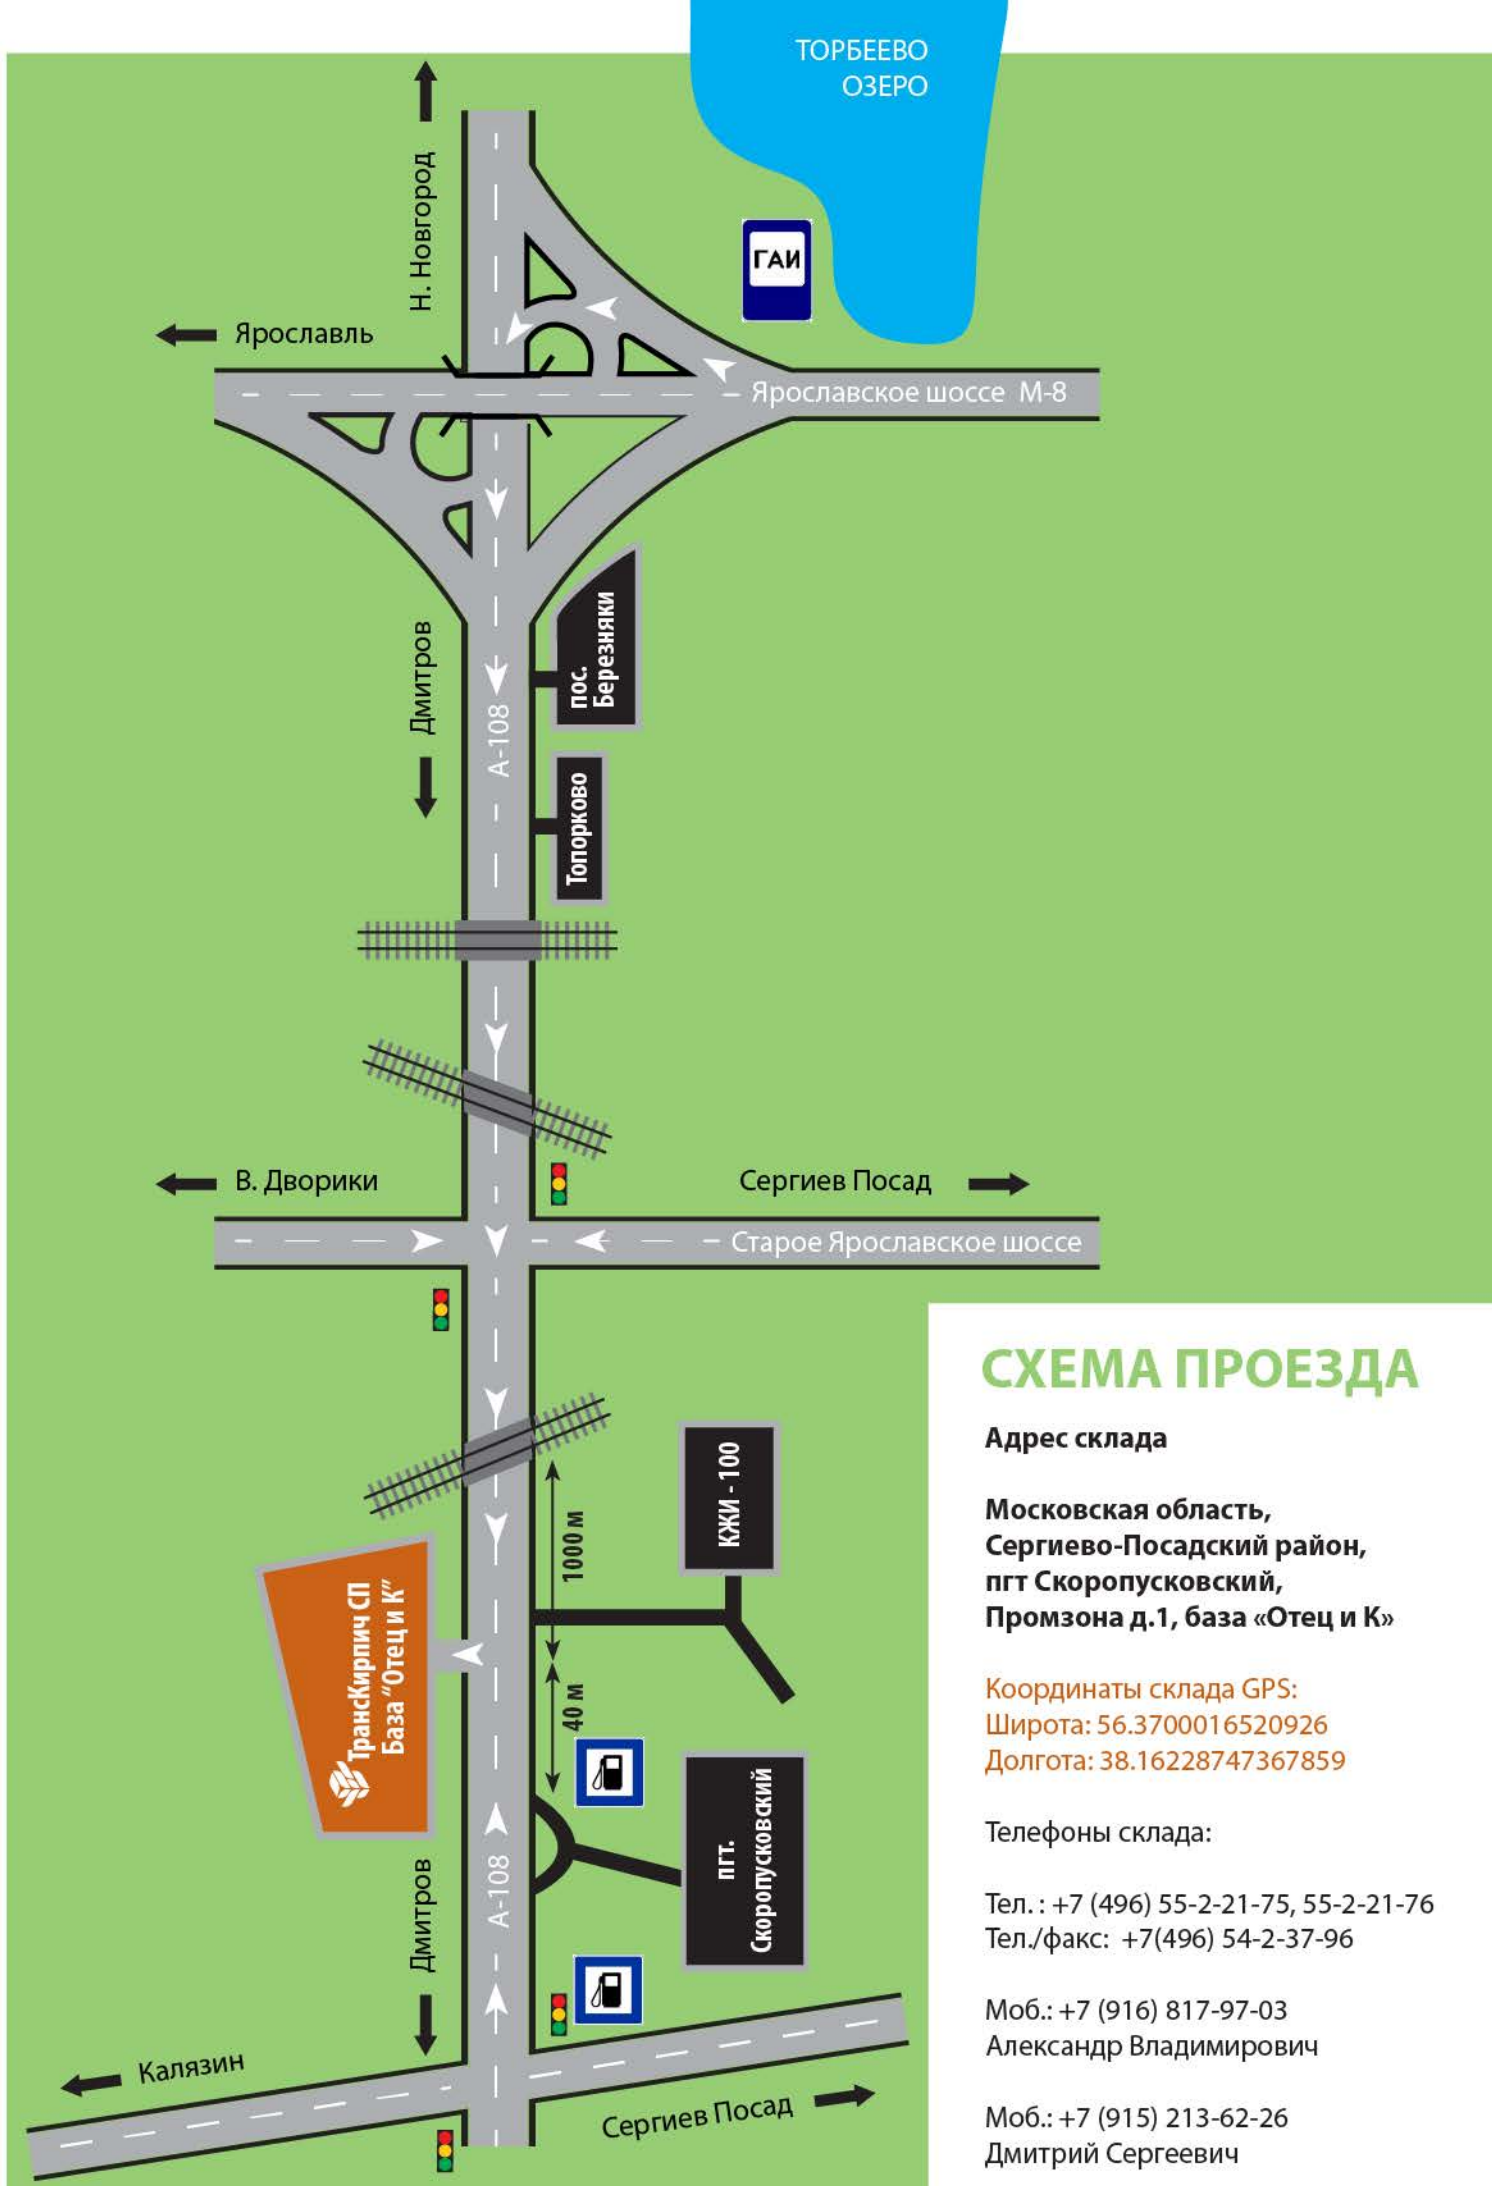 ТОРБЕЕВО
ОЗЕРО
Н. Новгород
ГАИ
Ярославль
Ярославское шоссе М-8
Дмитров
пос.
Березняки
А-108
Топорково
В. Дворики
Сергиев Посад
Старое Ярославское шоссе
КЖИ - 100
1000 м
ТрансКирпич СП
База "Отец и К"
40 м
пгт.
Скоропусковский
Дмитров
А-108
Калязин
Сергиев Посад
СХЕМА ПРОЕЗДА
Адрес склада
Московская область,
Сергиево-Посадский район,
пгт Скоропусковский,
Промзона д.1, база «Отец и К»
Координаты склада GPS:
Широта: 56.3700016520926
Долгота: 38.16228747367859
Телефоны склада:
Тел. : +7 (496) 55-2-21-75, 55-2-21-76
Тел./факс: +7(496) 54-2-37-96
Моб.: +7 (916) 817-97-03
Александр Владимирович
Моб.: +7 (915) 213-62-26
Дмитрий Сергеевич